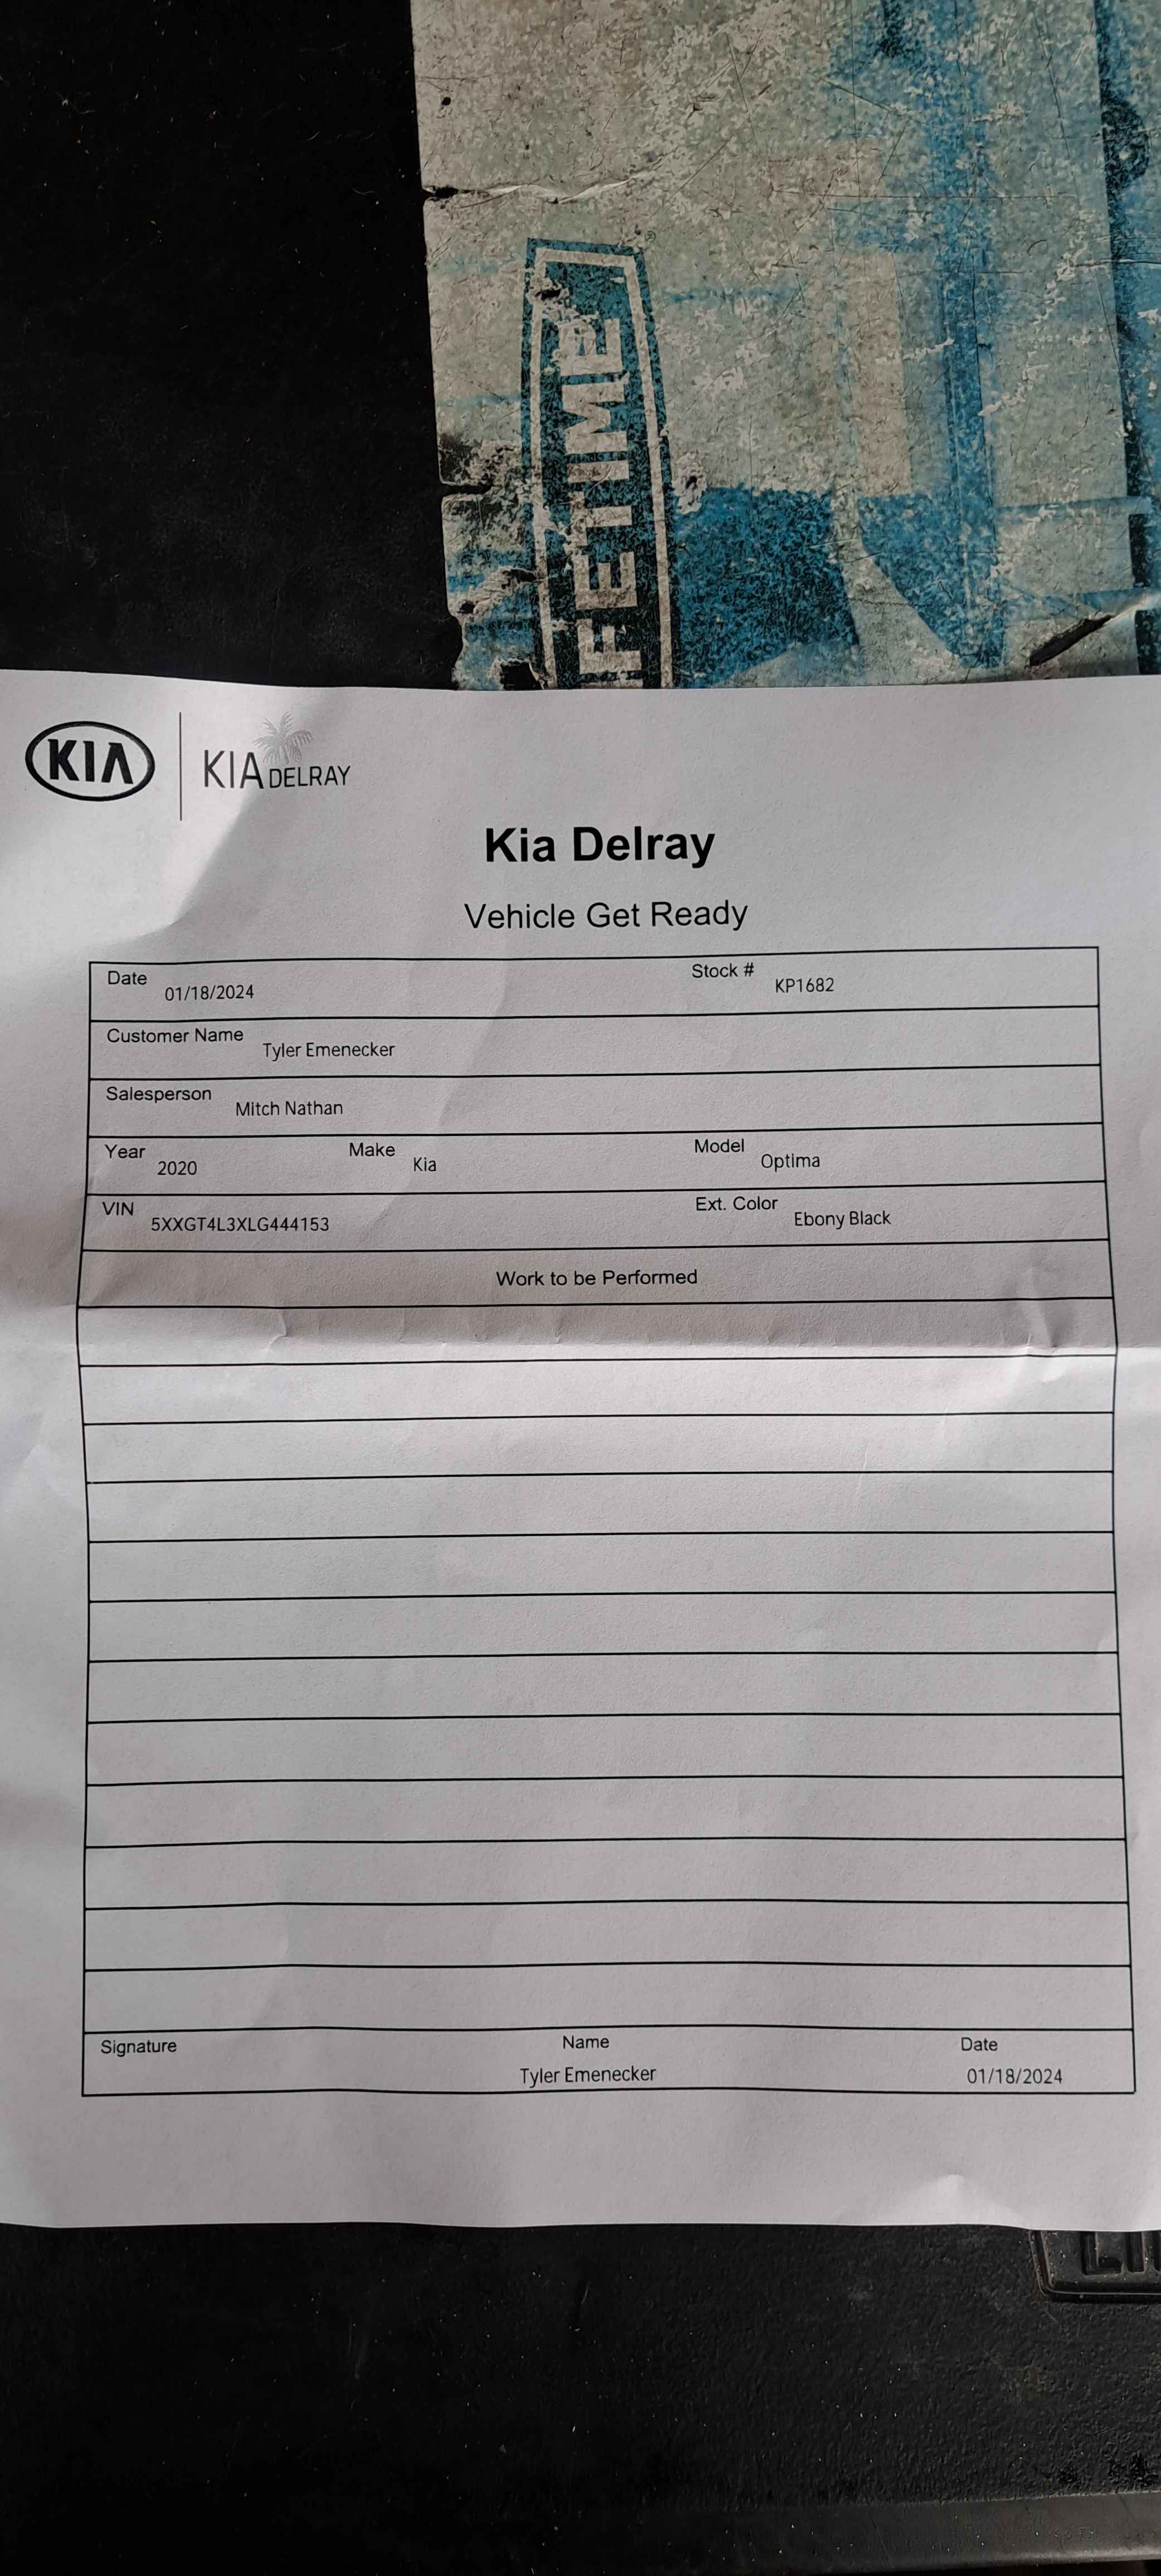 FETIME
KIA KIA DELRAY
Kia Delray
Vehicle Get Ready
Date 01/18/2024 Stock # KP1682
Customer Name Tyler Emenecker
Salesperson Mitch Nathan
Year 2020 Make Kia Model Optima
VIN 5XXGT4L3XLG444153 Ext. Color Ebony Black
Work to be Performed
Signature Name Date
Tyler Emenecker 01/18/2024